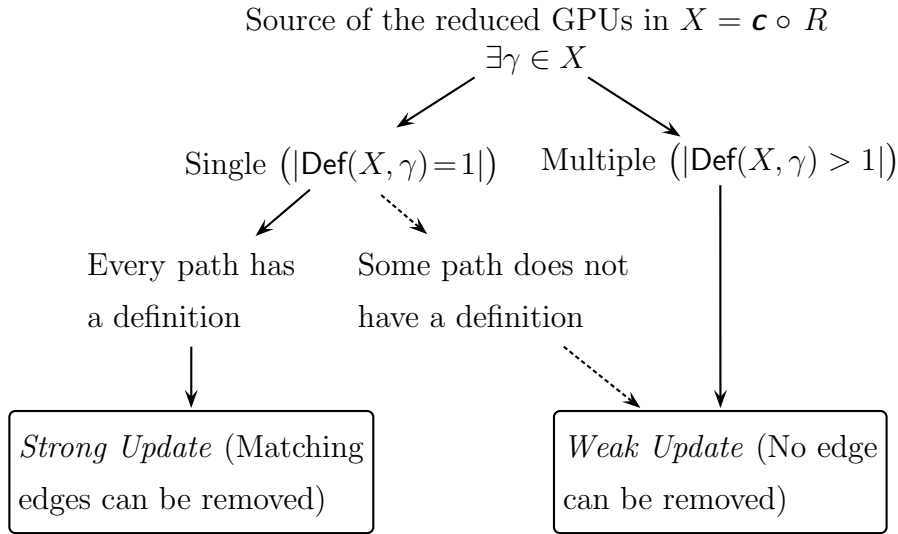 Source of the reduced GPUs in X = c ∘ R
∃γ ∈ X
Single (|Def(X, γ)=1|)
Multiple (|Def(X, γ) > 1|)
Every path has
a definition
Some path does not
have a definition
Strong Update (Matching
edges can be removed)
Weak Update (No edge
can be removed)